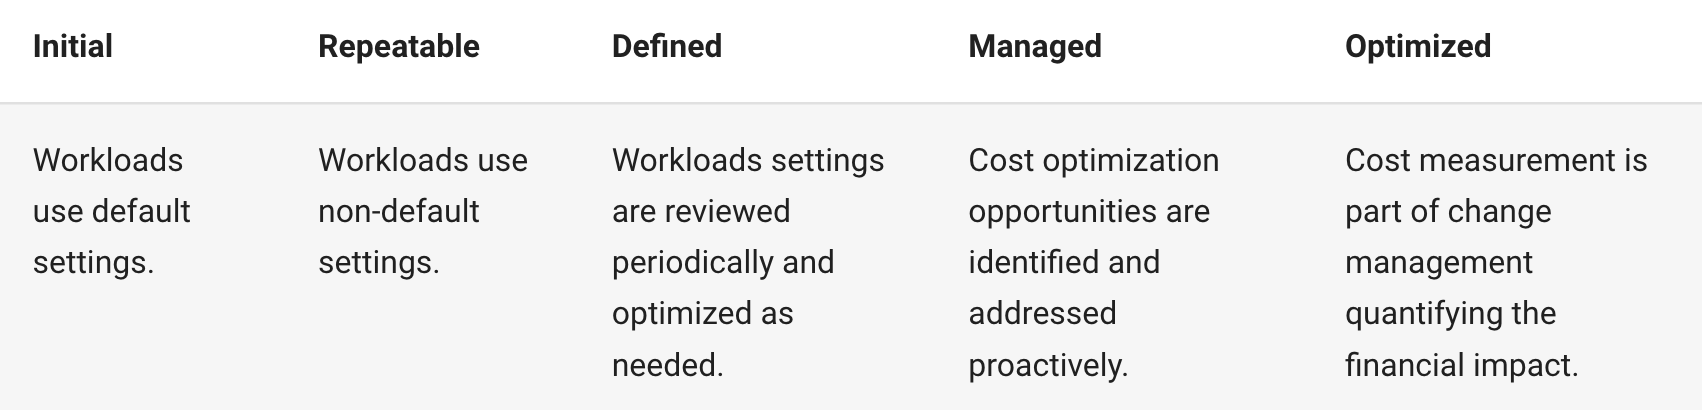 Initial
Repeatable
Defined
Managed
Optimized
Workloads
use default
settings.
Workloads use
non-default
settings.
Workloads settings
are reviewed
periodically and
optimized as
needed.
Cost optimization
opportunities are
identified and
addressed
proactively.
Cost measurement is
part of change
management
quantifying the
financial impact.